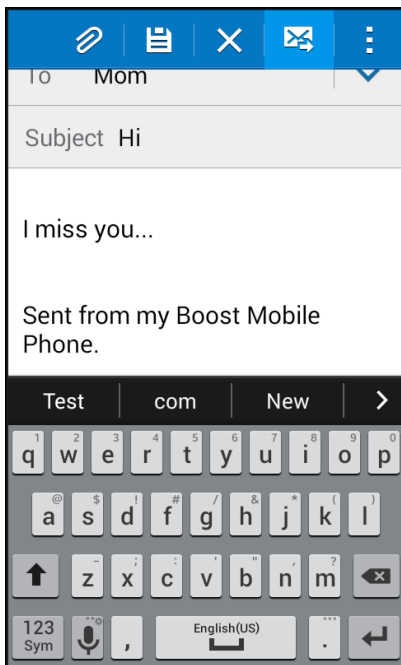 To Mom
Subject Hi
I miss you...
Sent from my Boost Mobile
Phone.
Test com New
1 2 3 4 5 6 7 8 9 0
q w e r t y u i o p
@ $ ! # / & * ( )
a s d f g h j k l
- ; : ' " , ?
z x c v b n m
123
Sym , English(US) .